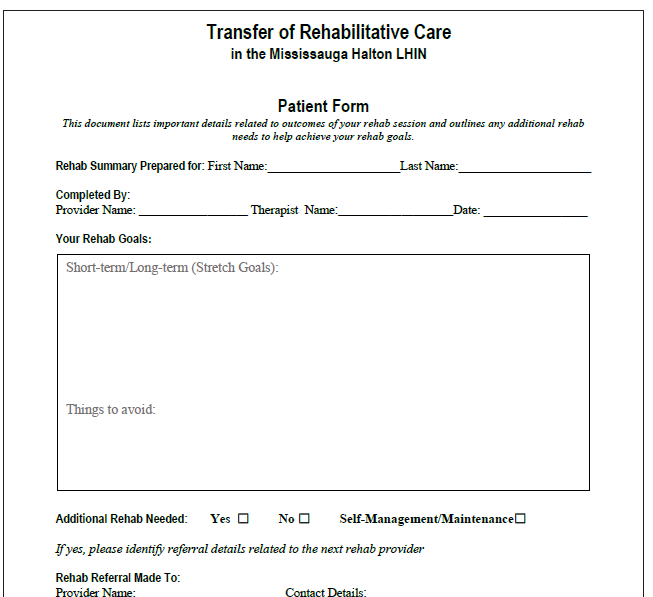 Transfer of Rehabilitative Care
in the Mississauga Halton LHIN
Patient Form
This document lists important details related to outcomes of your rehab session and outlines any additional rehab
needs to help achieve your rehab goals.
Rehab Summary Prepared for: First Name:____________________Last Name:____________________
Completed By:
Provider Name: _________________ Therapist Name:__________________Date: ________________
Your Rehab Goals:
Short-term/Long-term (Stretch Goals):
Things to avoid:
Additional Rehab Needed: Yes ☐ No ☐ Self-Management/Maintenance☐
If yes, please identify referral details related to the next rehab provider
Rehab Referral Made To:
Provider Name: Contact Details: